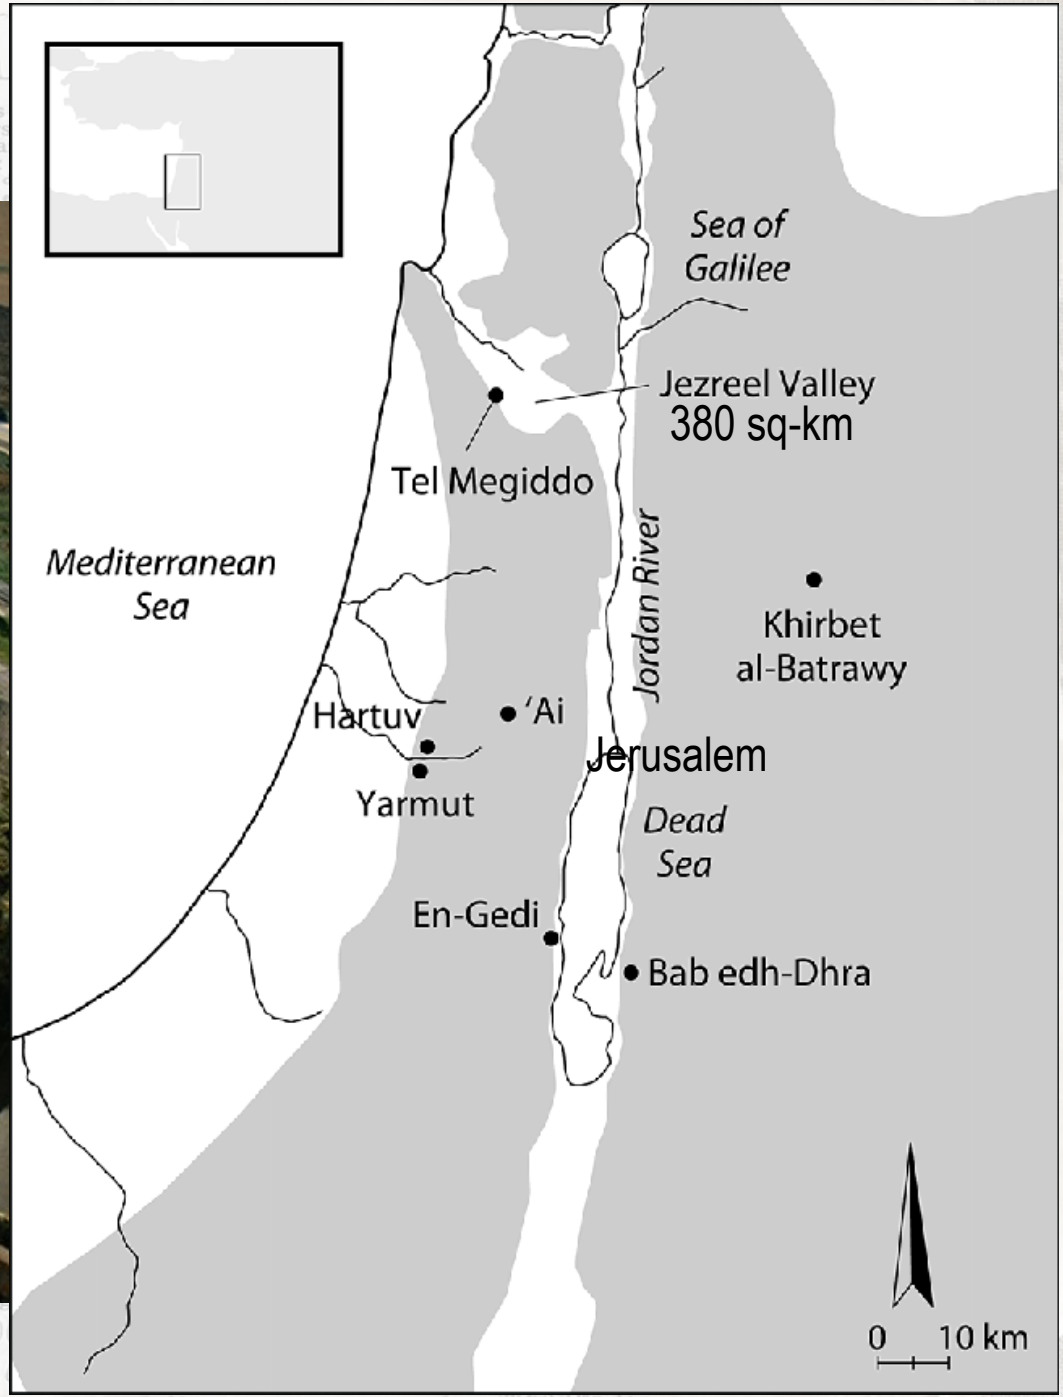 Sea of
Galilee
Jezreel Valley
380 sq-km
Tel Megiddo
Mediterranean
Sea
Jordan River
Khirbet
al-Batrawy
Hartuv
‘Ai
Jerusalem
Yarmut
Dead
Sea
En-Gedi
Bab edh-Dhra
0 10 km